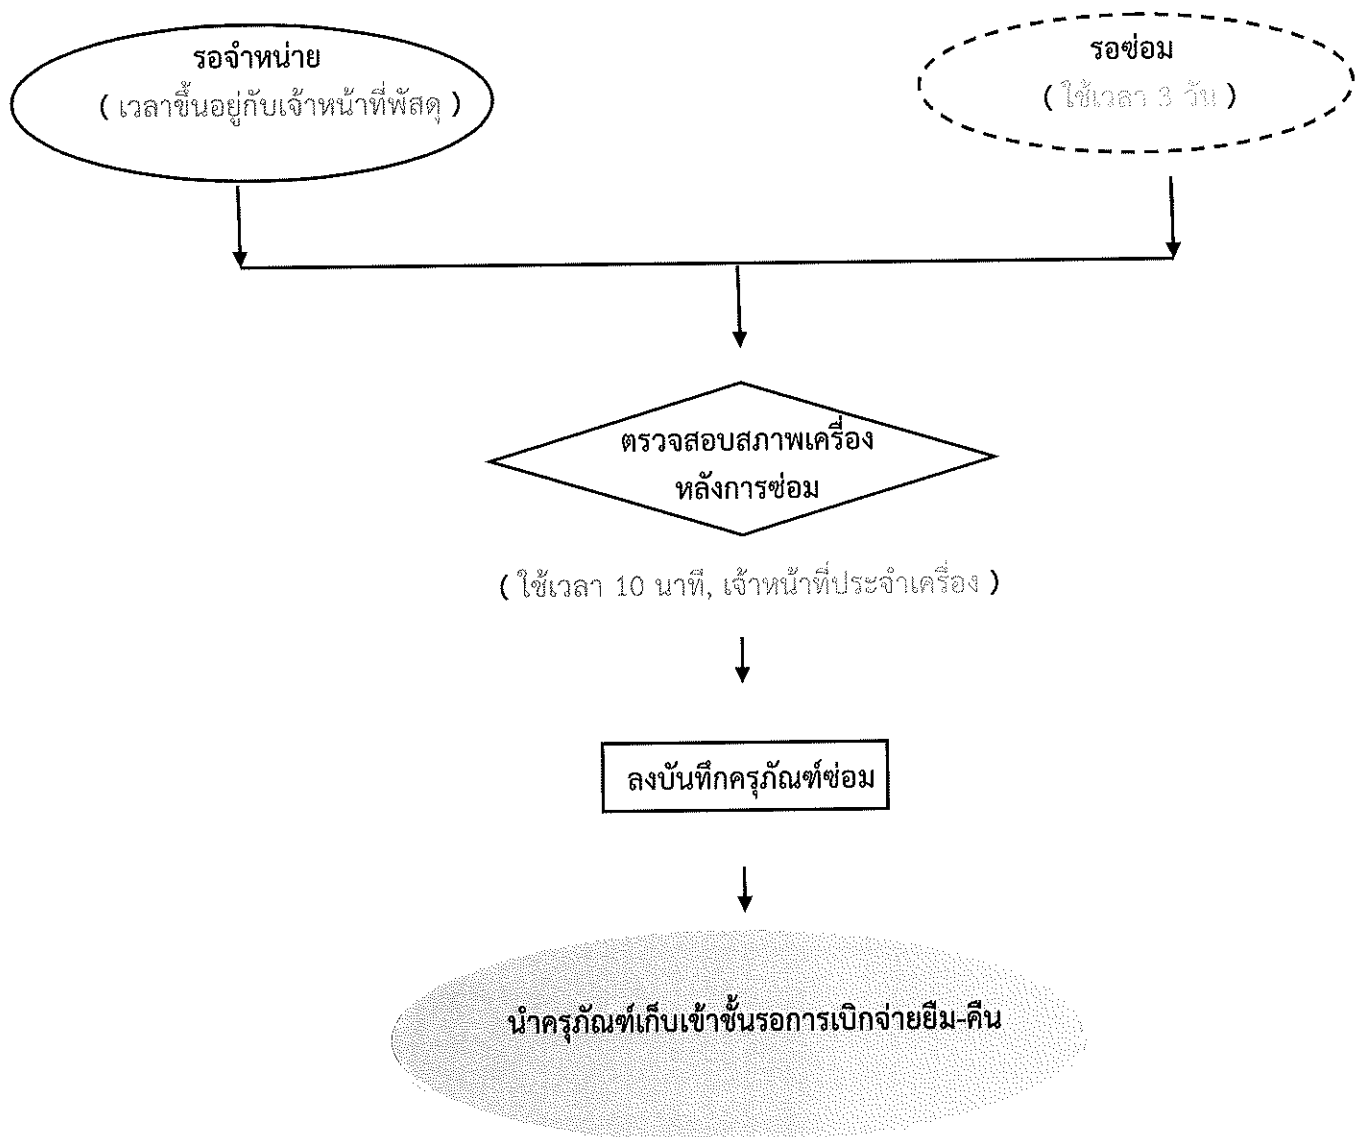 รอจำหน่าย
( เวลาขึ้นอยู่กับเจ้าหน้าที่พัสดุ )
รอซ่อม
( ใช้เวลา 3 วัน )
ตรวจสอบสภาพเครื่อง
หลังการซ่อม
( ใช้เวลา 10 นาที, เจ้าหน้าที่ประจำเครื่อง )
ลงบันทึกครุภัณฑ์ซ่อม
นำครุภัณฑ์เก็บเข้าชั้นรอการเบิกจ่ายยืม-คืน